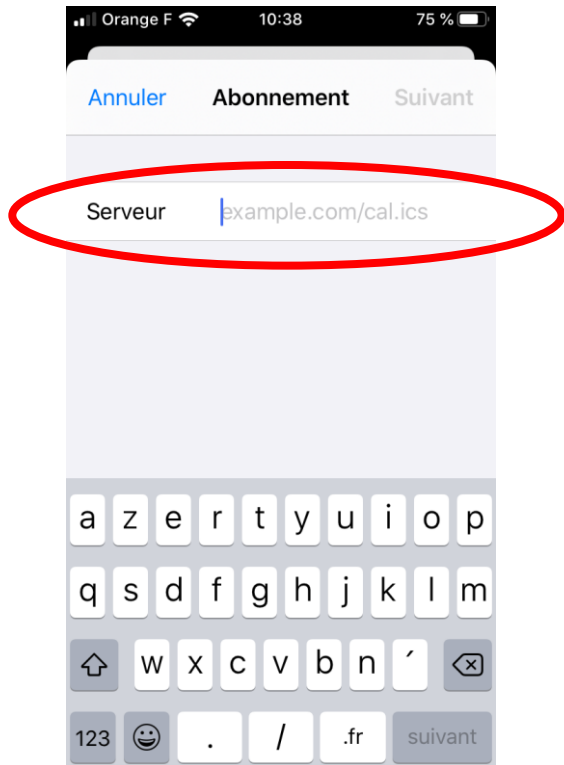 Orange F 10:38 75 %
Annuler Abonnement Suivant
Serveur example.com/cal.ics
a z e r t y u i o p
q s d f g h j k l m
w x c v b n ´
123 . / .fr suivant